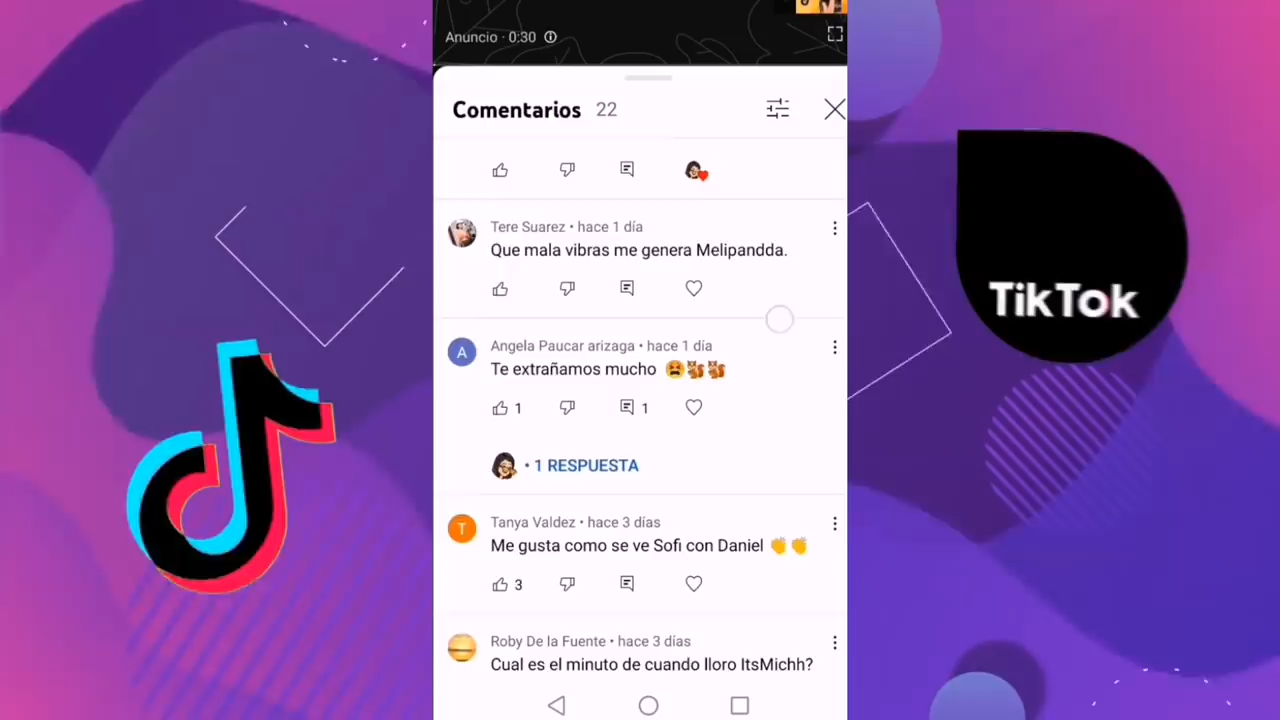 Anuncio · 0:30
Comentarios 22
Tere Suarez • hace 1 día
Que mala vibras me genera Melipandda.
Angela Paucar arizaga • hace 1 día
Te extrañamos mucho 😫🐿️🐿️
1 1
• 1 RESPUESTA
Tanya Valdez • hace 3 días
Me gusta como se ve Sofi con Daniel 👏👏
3
Roby De la Fuente • hace 3 días
Cual es el minuto de cuando lloro ItsMichh?
A
T
TikTok